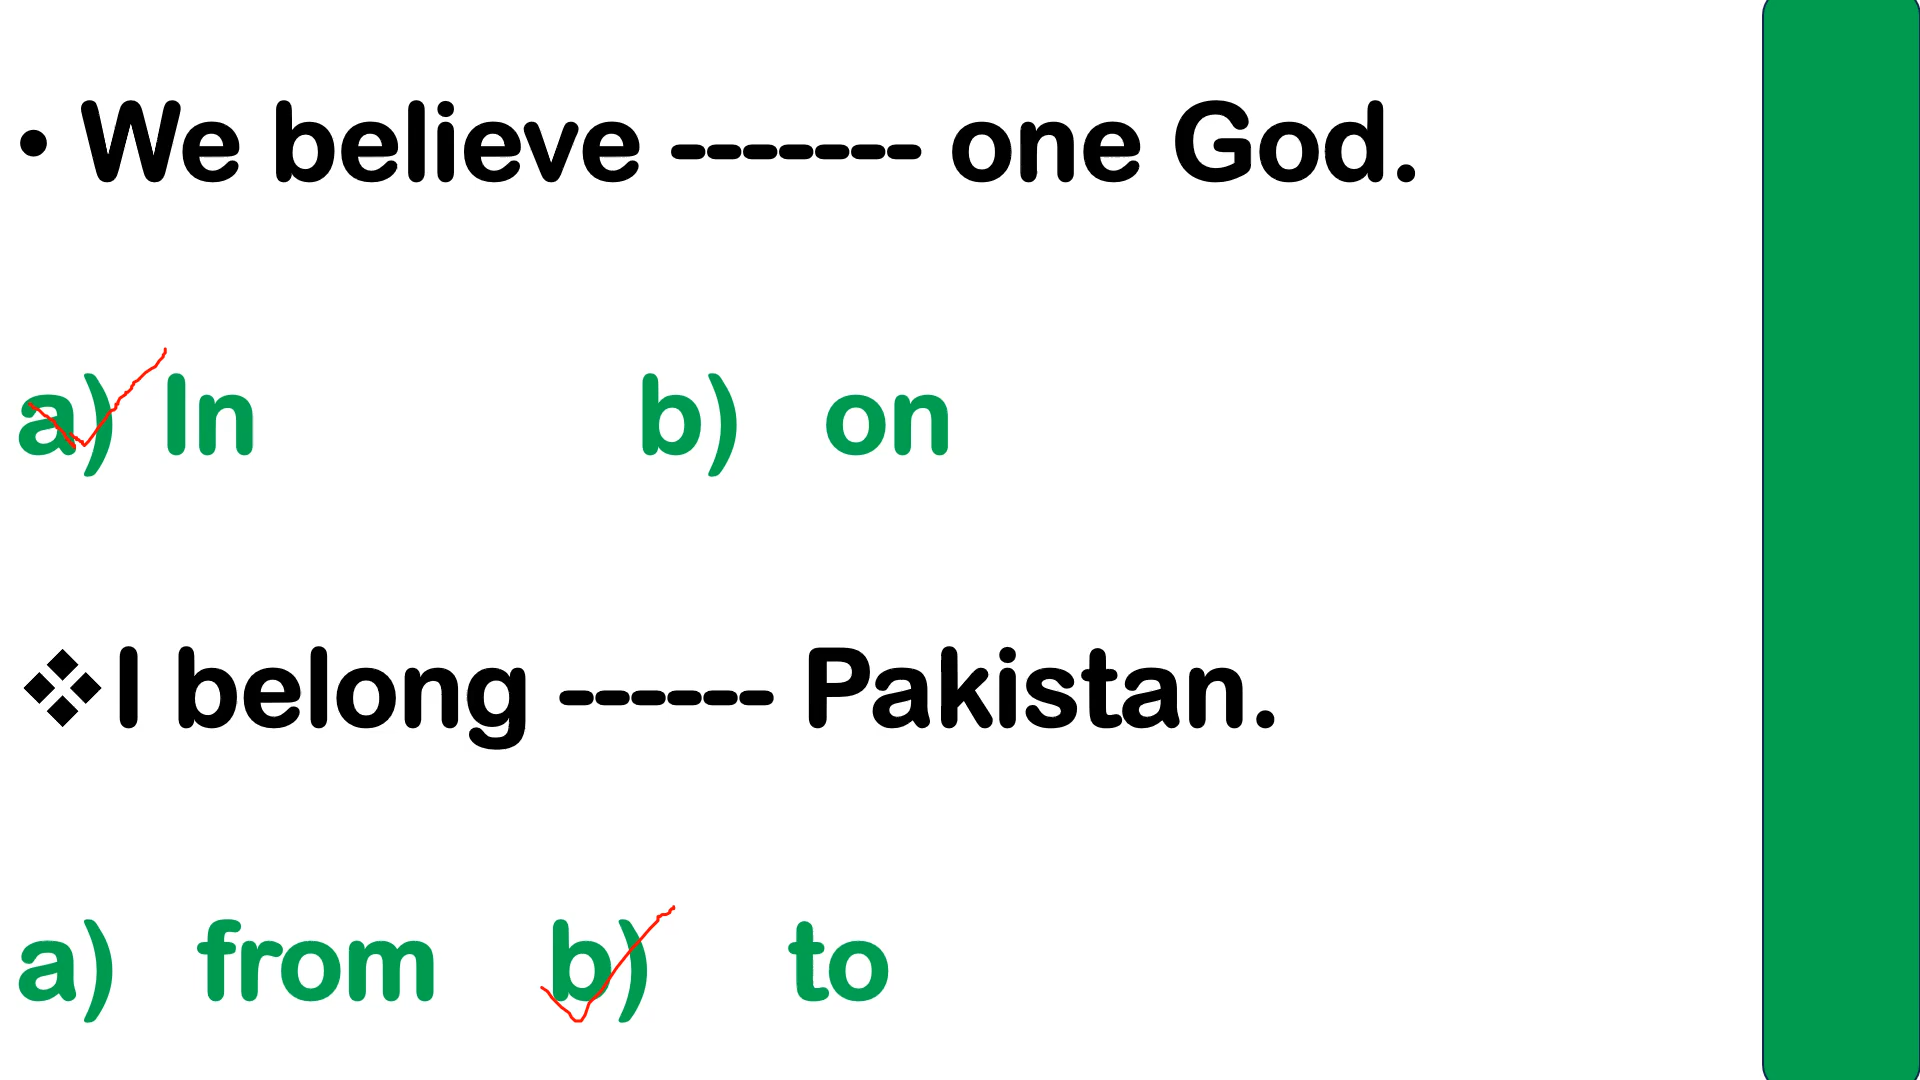 • We believe ------- one God.
a) In b) on
❖I belong ------ Pakistan.
a) from b) to